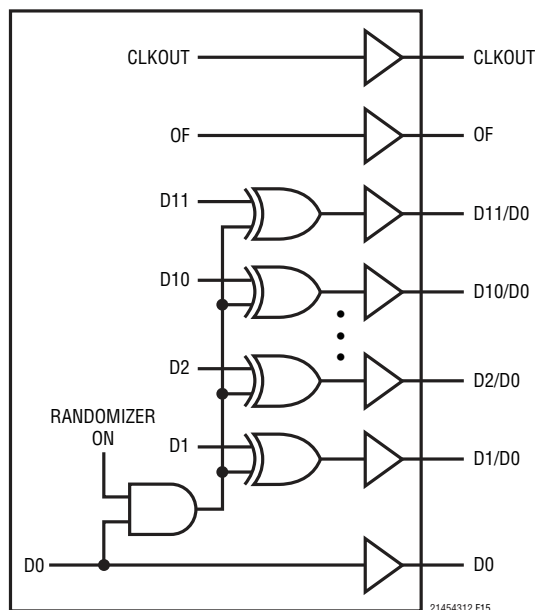 CLKOUT
CLKOUT
OF
OF
D11
D11/D0
D10
D10/D0
D2
D2/D0
RANDOMIZER
ON
D1
D1/D0
D0
D0
21454312 F15